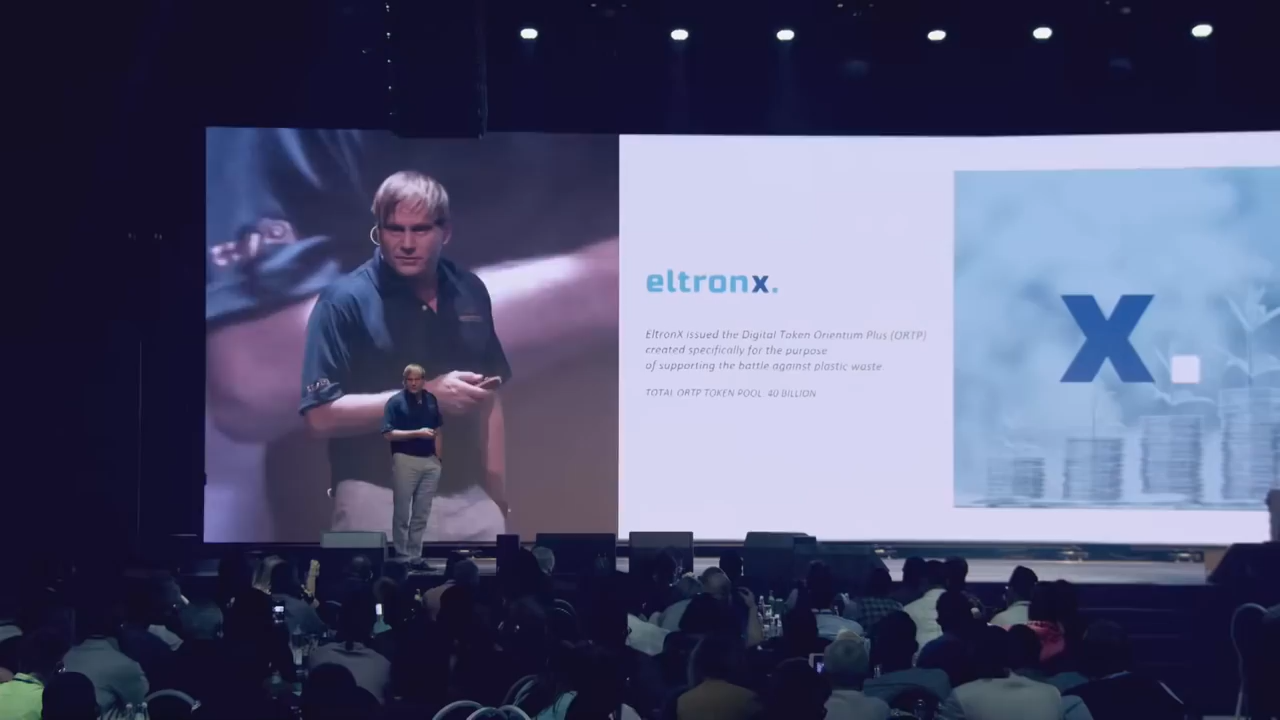 eltronx.
EltronX issued the Digital Token Orientum Plus (ORTP)
created specifically for the purpose
of supporting the battle against plastic waste
TOTAL ORTP TOKEN POOL: 40 BILLION
X.